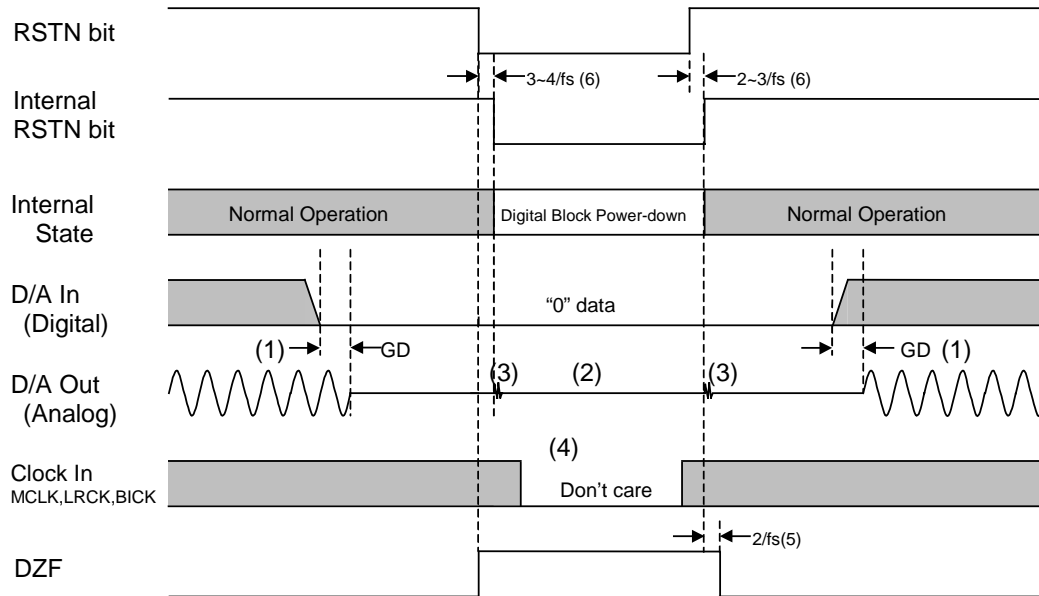 RSTN bit
3~4/fs (6)
2~3/fs (6)
Internal
RSTN bit
Internal
State
Normal Operation
Digital Block Power-down
Normal Operation
D/A In
(Digital)
“0” data
(1)
GD
GD
(1)
D/A Out
(Analog)
(3)
(2)
(3)
(4)
Clock In
MCLK,LRCK,BICK
Don’t care
2/fs(5)
DZF